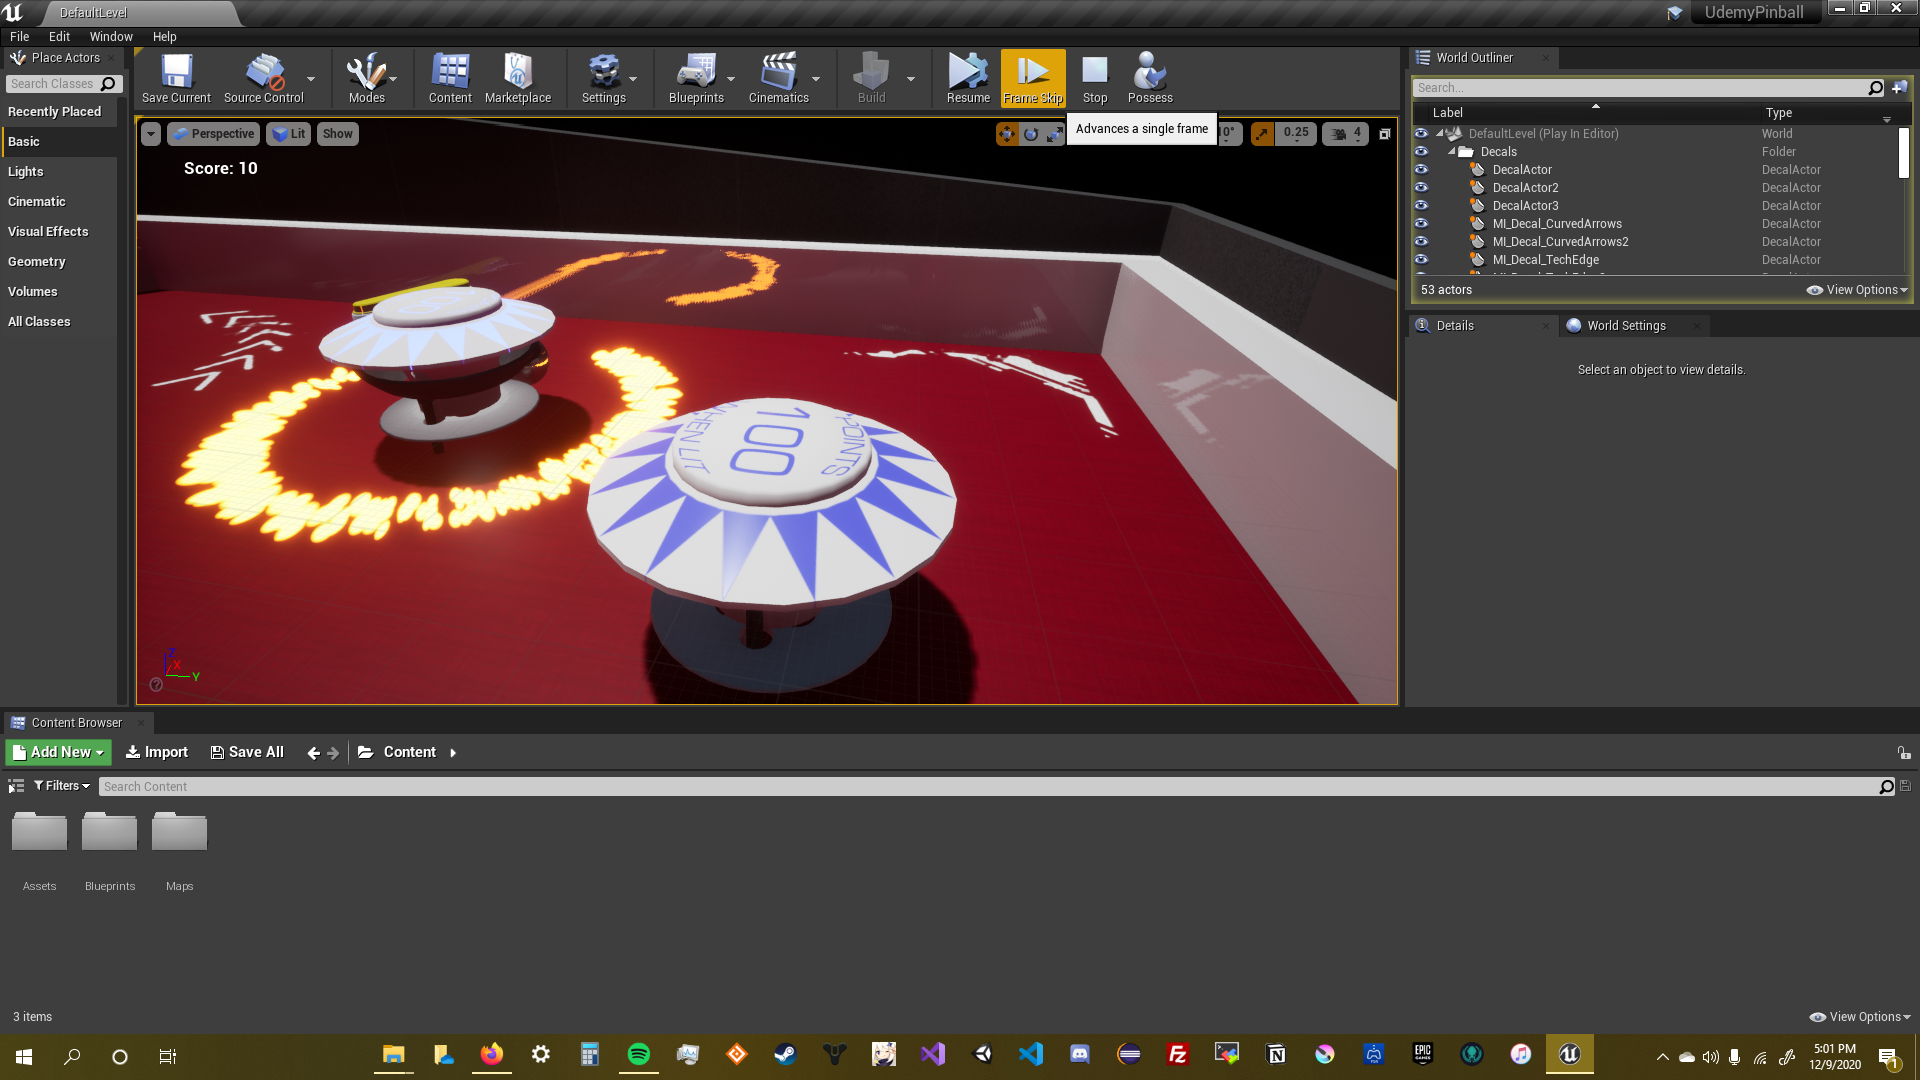 DefaultLevel
UdemyPinball
File Edit Window Help
Place Actors
Search Classes
Recently Placed
Basic
Lights
Cinematic
Visual Effects
Geometry
Volumes
All Classes
Save Current Source Control Modes Content Marketplace Settings Blueprints Cinematics Build Resume Frame Skip Stop Possess
Advances a single frame
Perspective Lit Show
10° 0.25 4
Score: 10
100
POINTS
WHEN LIT
Z
X
Y
World Outliner
Search...
Label Type
DefaultLevel (Play In Editor) World
Decals Folder
DecalActor DecalActor
DecalActor2 DecalActor
DecalActor3 DecalActor
MI_Decal_CurvedArrows DecalActor
MI_Decal_CurvedArrows2 DecalActor
MI_Decal_TechEdge DecalActor
53 actors View Options
Details World Settings
Select an object to view details.
Content Browser
Add New Import Save All Content
Filters Search Content
Assets Blueprints Maps
3 items View Options
5:01 PM
12/9/2020
1